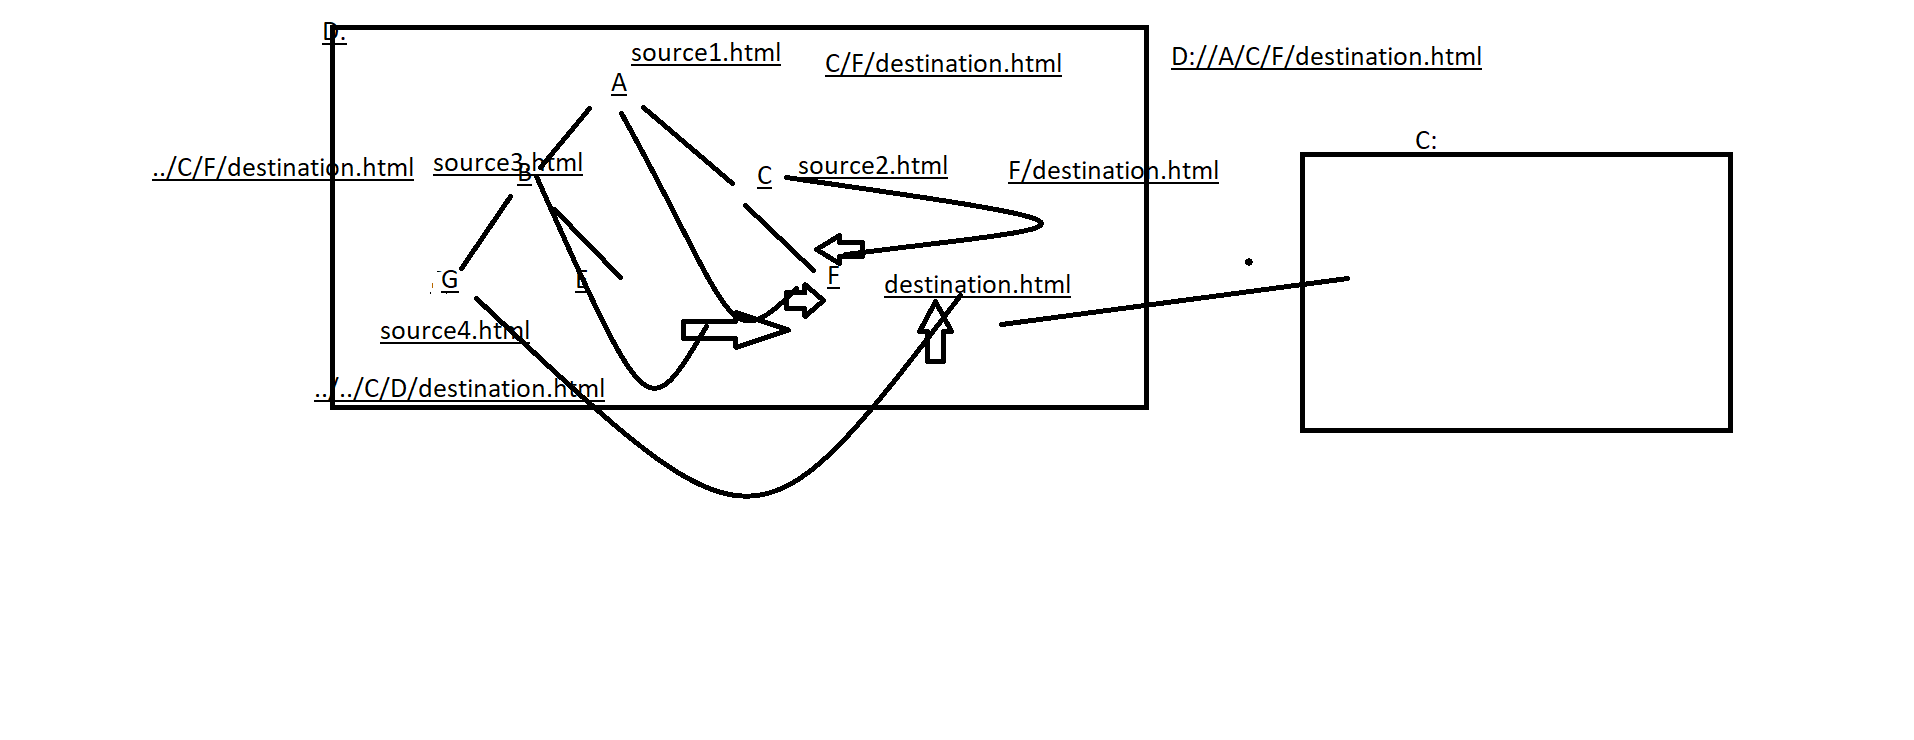 D:
source1.html
C/F/destination.html
D://A/C/F/destination.html
A
C:
../C/F/destination.html
source3.html
B
C
source2.html
F/destination.html
G
E
F
destination.html
source4.html
../../C/D/destination.html